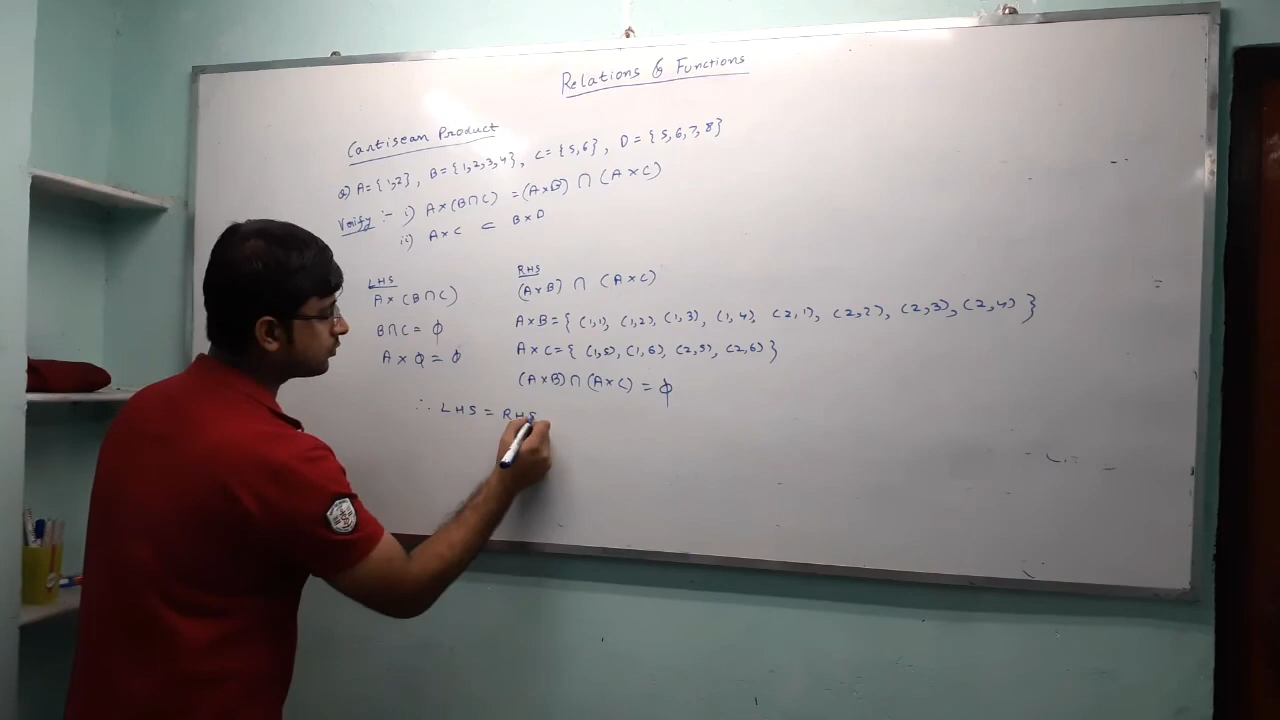 Relations & Functions
Cartisean Product
Q) A = {1,2}, B = {1,2,3,4}, C = {5,6}, D = {5,6,7,8}
Verify :- i) A×(B∩C) = (A×B) ∩ (A×C)
ii) A×C ⊂ B×D
LHS
A×(B∩C)
B∩C = ϕ
A × ϕ = ϕ
RHS
(A×B) ∩ (A×C)
A×B = { (1,1), (1,2), (1,3), (1,4) (2,1), (2,2), (2,3), (2,4) }
A×C = { (1,5), (1,6), (2,5), (2,6) }
(A×B) ∩ (A×C) = ϕ
∴ LHS = RHS